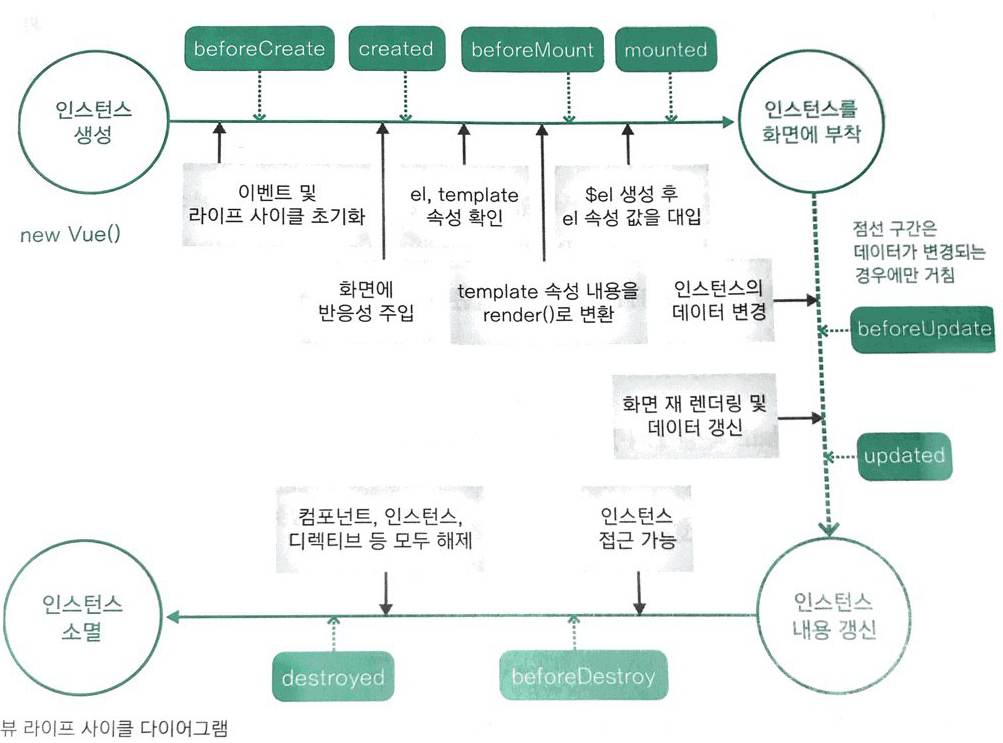 beforeCreate
created
beforeMount
mounted
인스턴스
생성
인스턴스를
화면에 부착
이벤트 및
라이프 사이클 초기화
el, template
속성 확인
$el 생성 후
el 속성 값을 대입
new Vue()
점선 구간은
데이터가 변경되는
경우에만 거침
화면에
반응성 주입
template 속성 내용을
render()로 변환
인스턴스의
데이터 변경
beforeUpdate
화면 재 렌더링 및
데이터 갱신
updated
컴포넌트, 인스턴스,
디렉티브 등 모두 해제
인스턴스
접근 가능
인스턴스
소멸
인스턴스
내용 갱신
destroyed
beforeDestroy
뷰 라이프 사이클 다이어그램